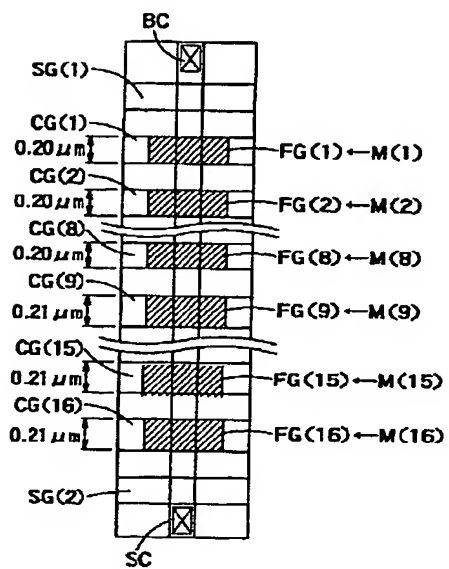 BC
SG(1)
CG(1)
0.20 μm FG(1)←M(1)
CG(2)
0.20 μm FG(2)←M(2)
CG(8)
0.20 μm FG(8)←M(8)
CG(9)
0.21 μm FG(9)←M(9)
CG(15)
0.21 μm FG(15)←M(15)
CG(16)
0.21 μm FG(16)←M(16)
SG(2)
SC